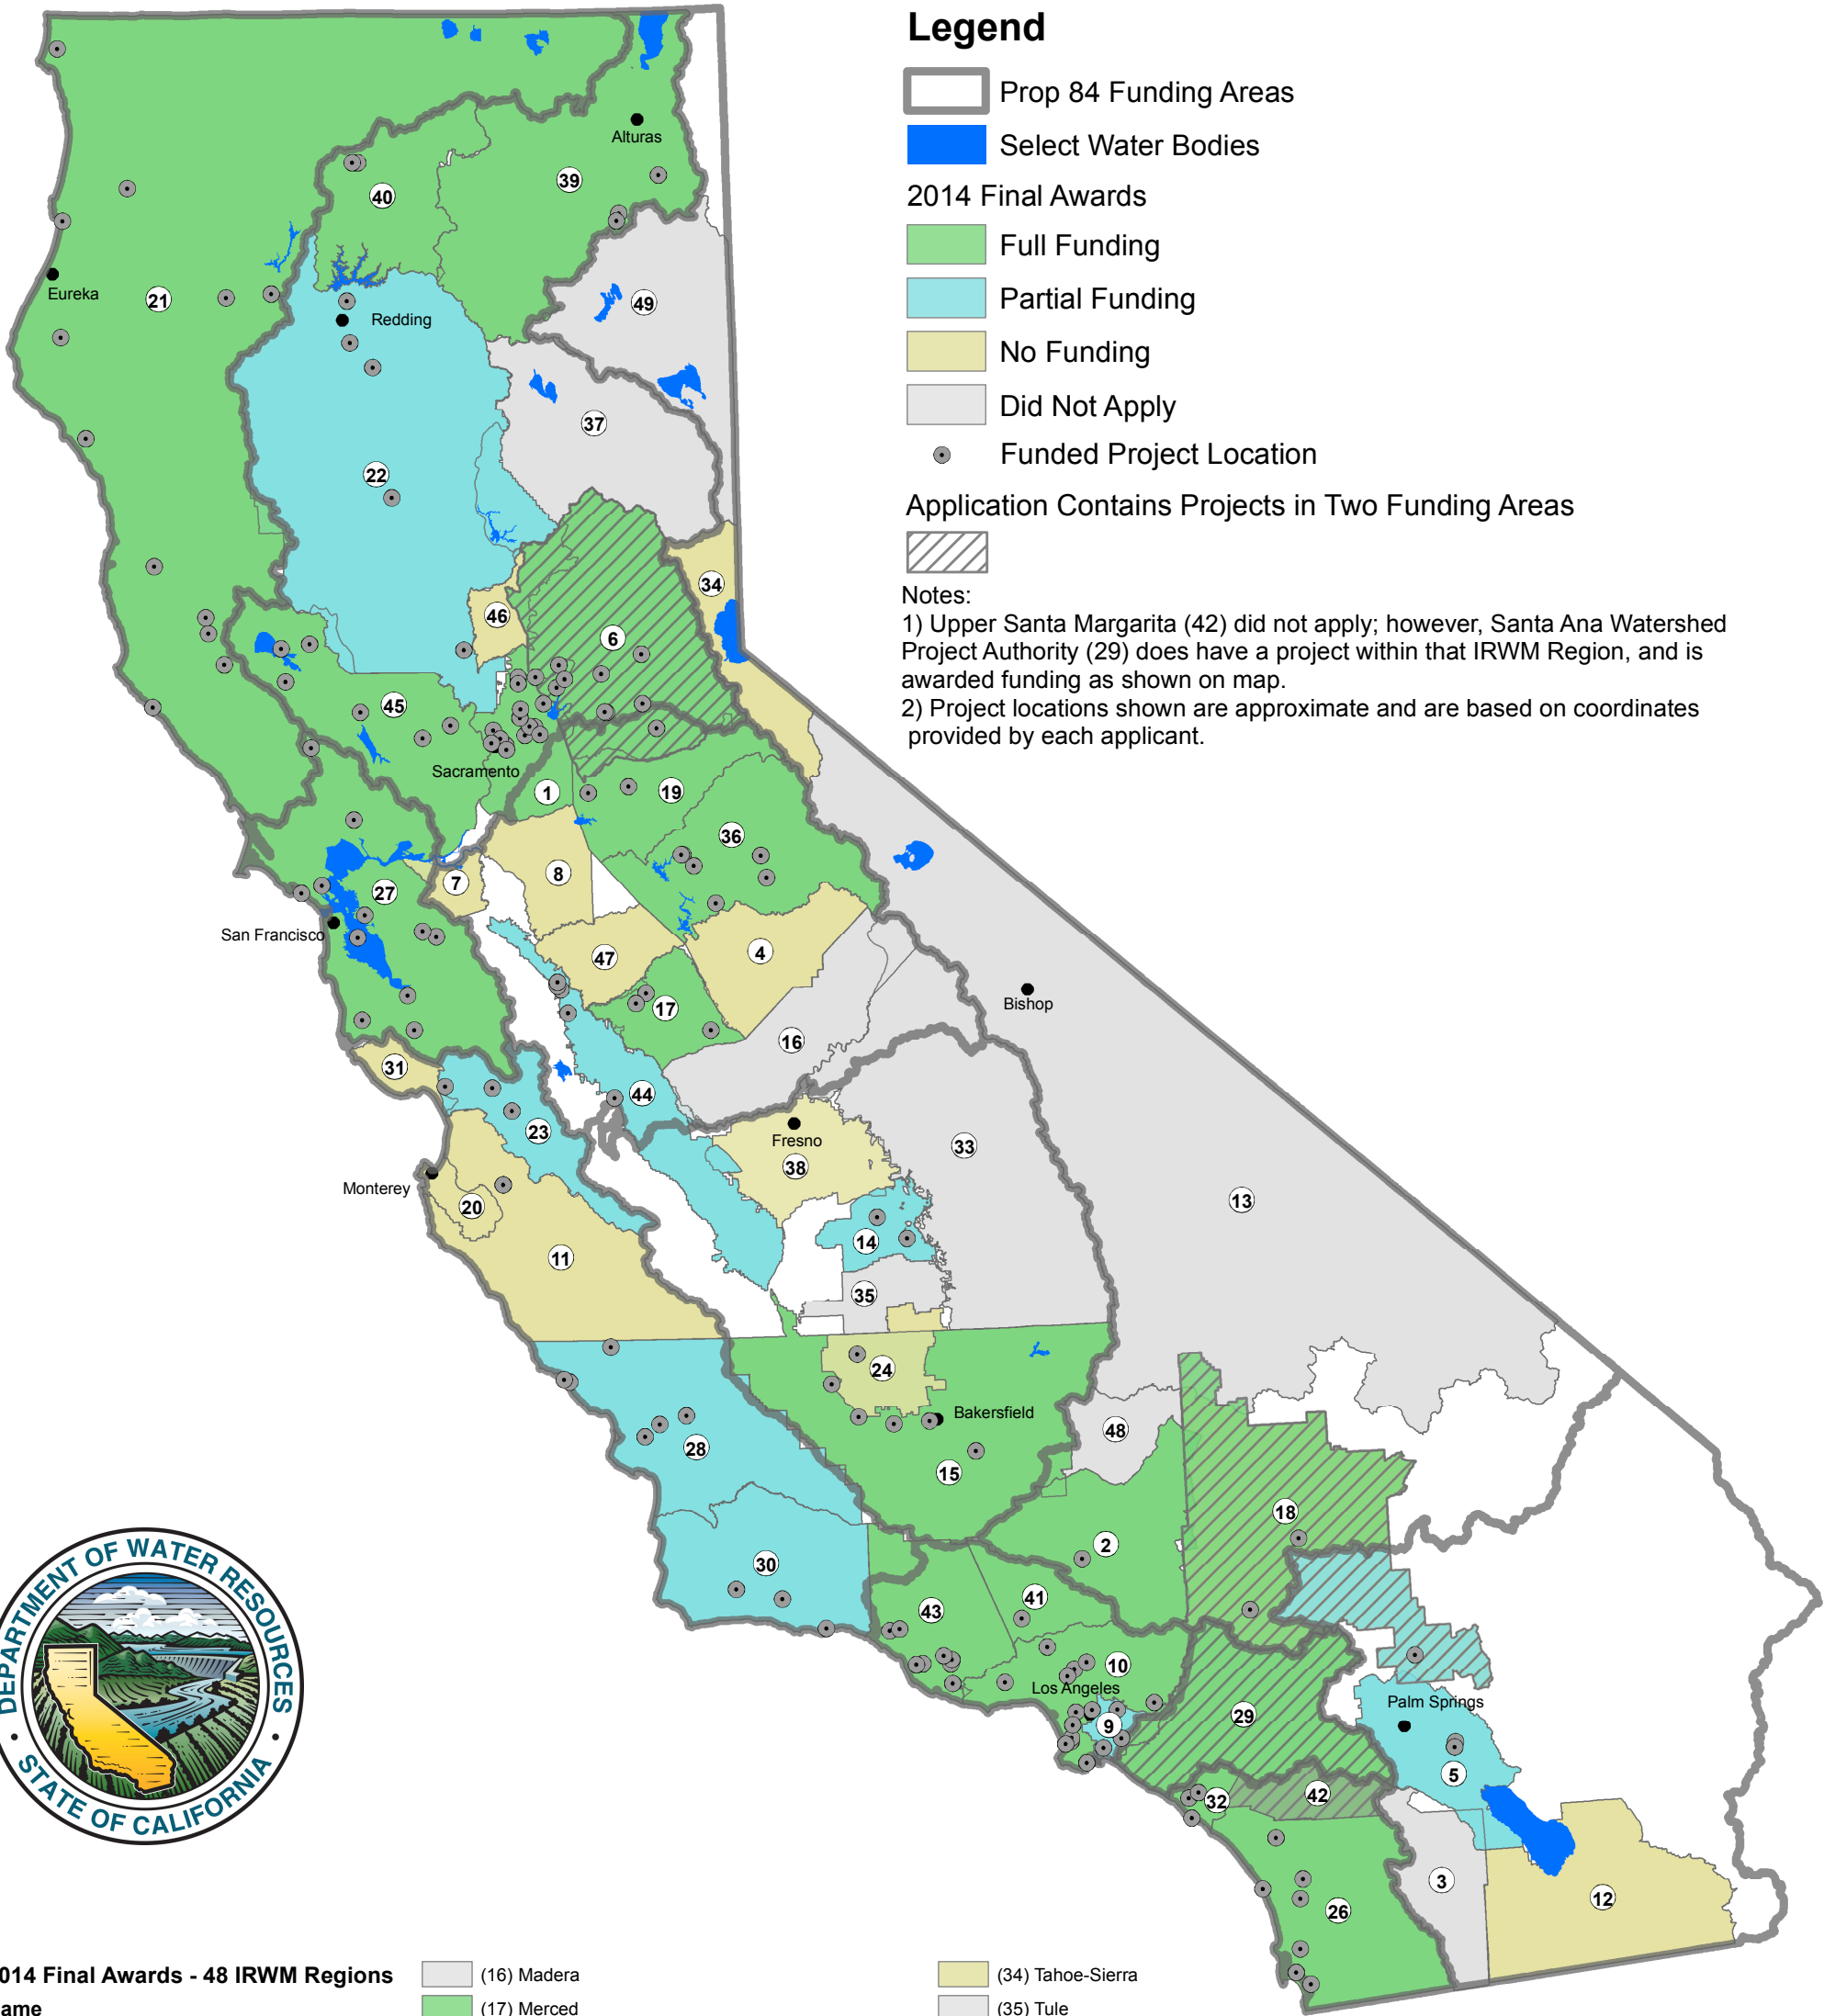 Legend
Prop 84 Funding Areas
Select Water Bodies
2014 Final Awards
Full Funding
Partial Funding
No Funding
Did Not Apply
Funded Project Location
Application Contains Projects in Two Funding Areas
Notes:
1) Upper Santa Margarita (42) did not apply; however, Santa Ana Watershed
Project Authority (29) does have a project within that IRWM Region, and is
awarded funding as shown on map.
2) Project locations shown are approximate and are based on coordinates
provided by each applicant.
Alturas
39
40
Eureka
21
49
Redding
37
22
34
46
6
45
Sacramento
1
19
36
8
7
27
San Francisco
47
4
Bishop
17
16
31
44
23
Fresno
33
38
Monterey
13
20
14
11
35
24
Bakersfield
48
28
15
18
2
30
41
43
10
Los Angeles
Palm Springs
29
9
5
42
32
3
12
26
DEPARTMENT OF WATER RESOURCES
STATE OF CALIFORNIA
014 Final Awards - 48 IRWM Regions
ame
(16) Madera
(17) Merced
(34) Tahoe-Sierra
(35) Tule